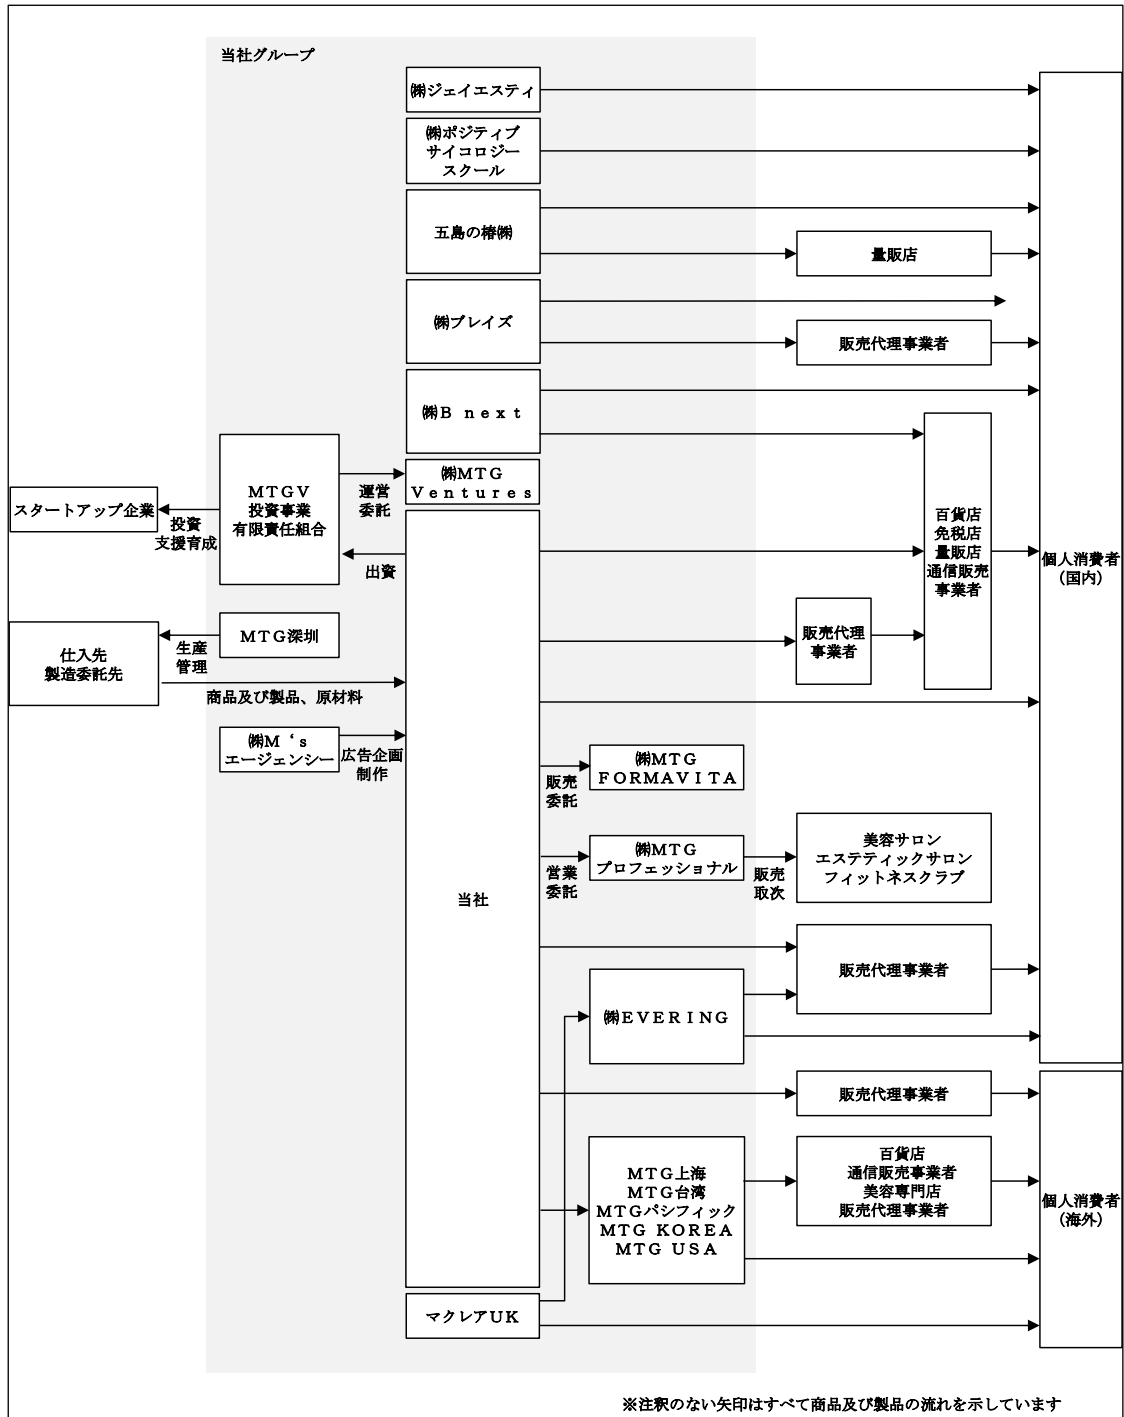 当社グループ
㈱ジェイエスティ
㈱ポジティブ
サイコロジー
スクール
五島の椿㈱
量販店
㈱ブレイズ
販売代理事業者
㈱B next
㈱MTG
Ventures
MTGV
投資事業
有限責任組合
運営
委託
スタートアップ企業
投資
支援育成
出資
百貨店
免税店
量販店
通信販売
事業者
個人消費者
(国内)
MTG深圳
生産
管理
仕入先
製造委託先
商品及び製品、原材料
販売代理
事業者
㈱M‘s
エージェンシー
広告企画
制作
㈱MTG
FORMAVITA
販売
委託
㈱MTG
プロフェッショナル
営業
委託
販売
取次
美容サロン
エステティックサロン
フィットネスクラブ
当社
販売代理事業者
㈱EVERING
販売代理事業者
MTG上海
MTG台湾
MTGパシフィック
MTG KOREA
MTG USA
百貨店
通信販売事業者
美容専門店
販売代理事業者
個人消費者
(海外)
マクレアUK
※注釈のない矢印はすべて商品及び製品の流れを示しています